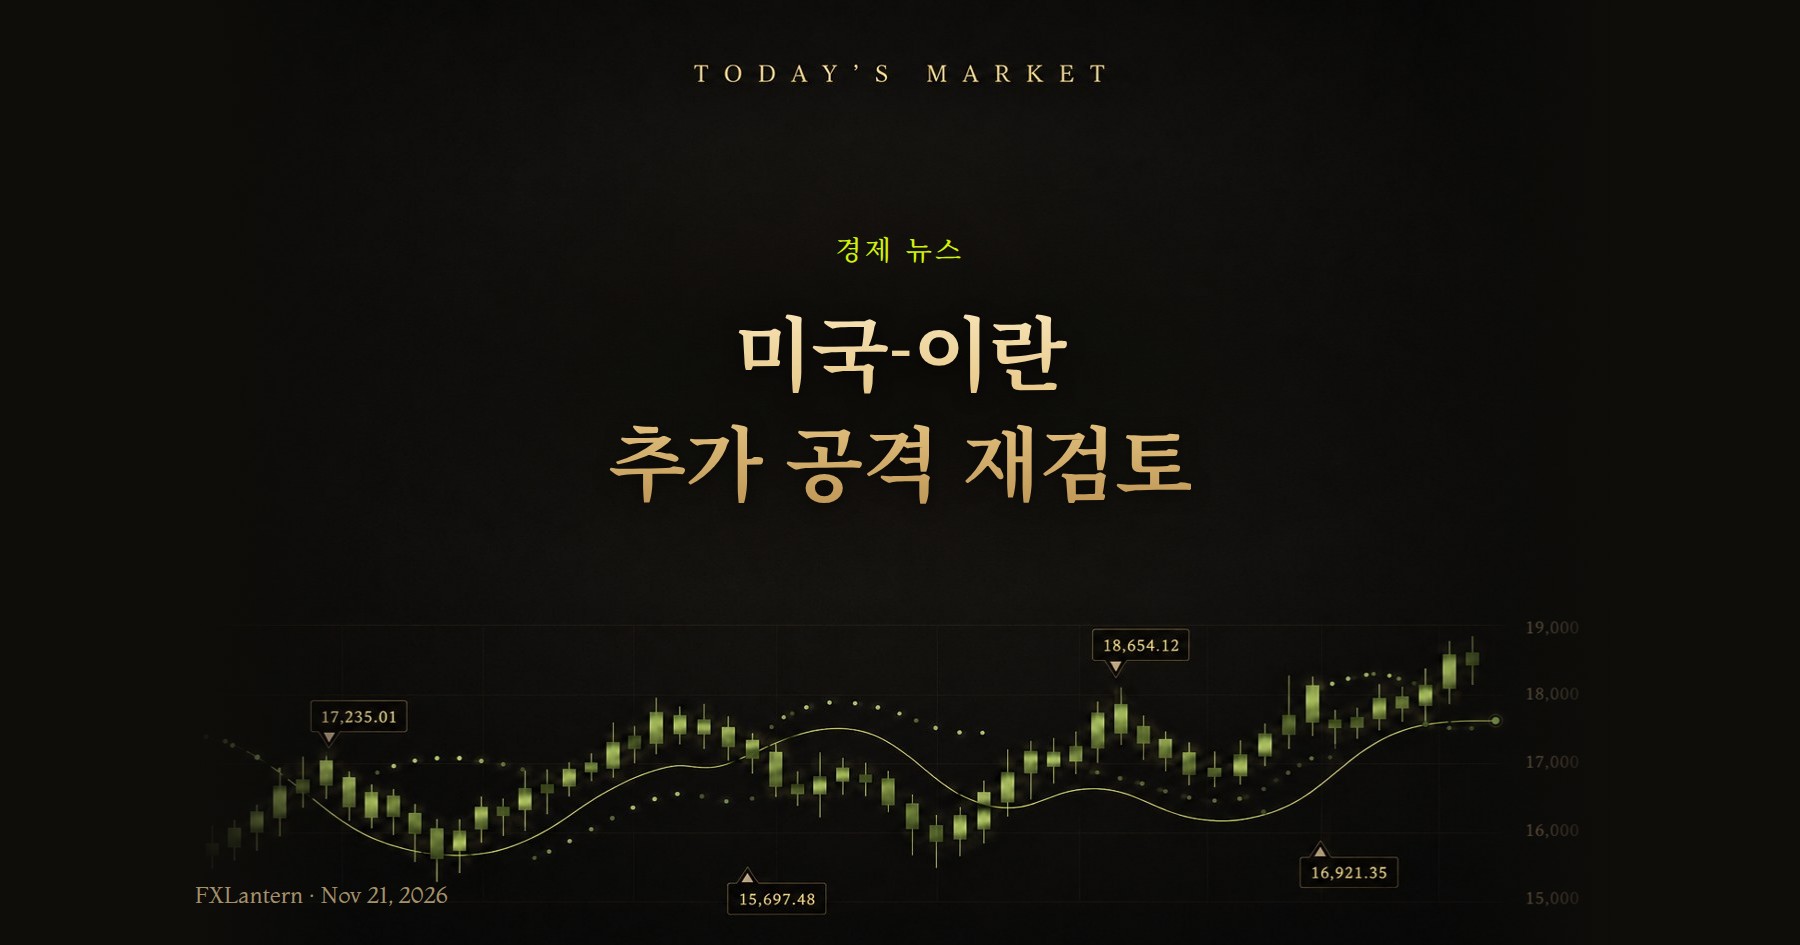 TODAY’S MARKET
경제 뉴스
미국-이란
추가 공격 재검토
19,000
18,654.12
18,000
17,235.01
17,000
16,000
16,921.35
15,697.48
15,000
FXLantern · Nov 21, 2026